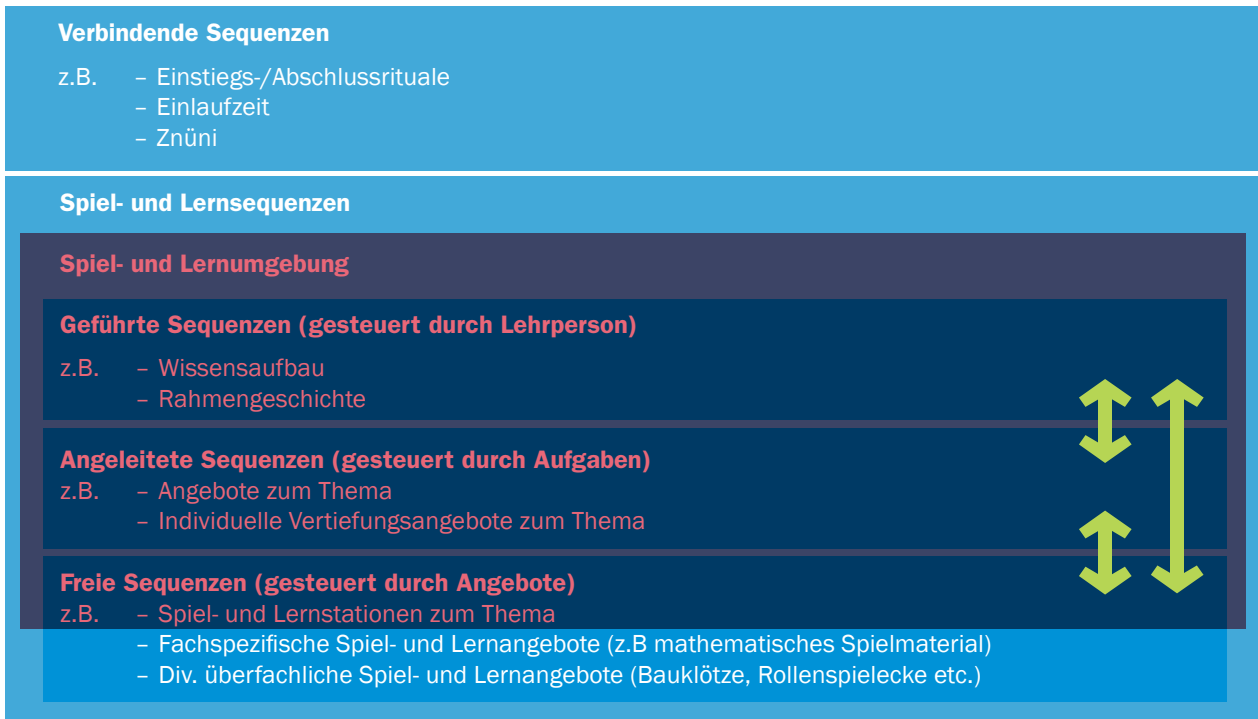 Verbindende Sequenzen
z.B. – Einstiegs-/Abschlussrituale
– Einlaufzeit
– Znüni
Spiel- und Lernsequenzen
Spiel- und Lernumgebung
Geführte Sequenzen (gesteuert durch Lehrperson)
z.B. – Wissensaufbau
– Rahmengeschichte
Angeleitete Sequenzen (gesteuert durch Aufgaben)
z.B. – Angebote zum Thema
– Individuelle Vertiefungsangebote zum Thema
Freie Sequenzen (gesteuert durch Angebote)
z.B. – Spiel- und Lernstationen zum Thema
– Fachspezifische Spiel- und Lernangebote (z.B mathematisches Spielmaterial)
– Div. überfachliche Spiel- und Lernangebote (Bauklötze, Rollenspielecke etc.)